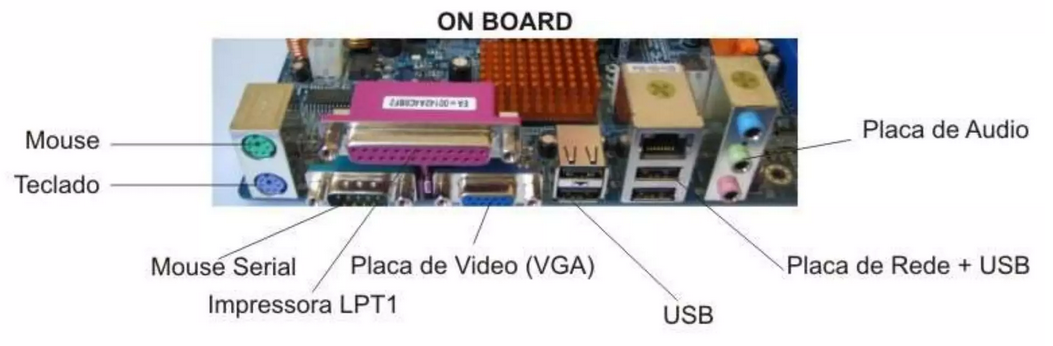 ON BOARD
Mouse
Teclado
Placa de Audio
Mouse Serial
Placa de Video (VGA)
Placa de Rede + USB
Impressora LPT1
USB